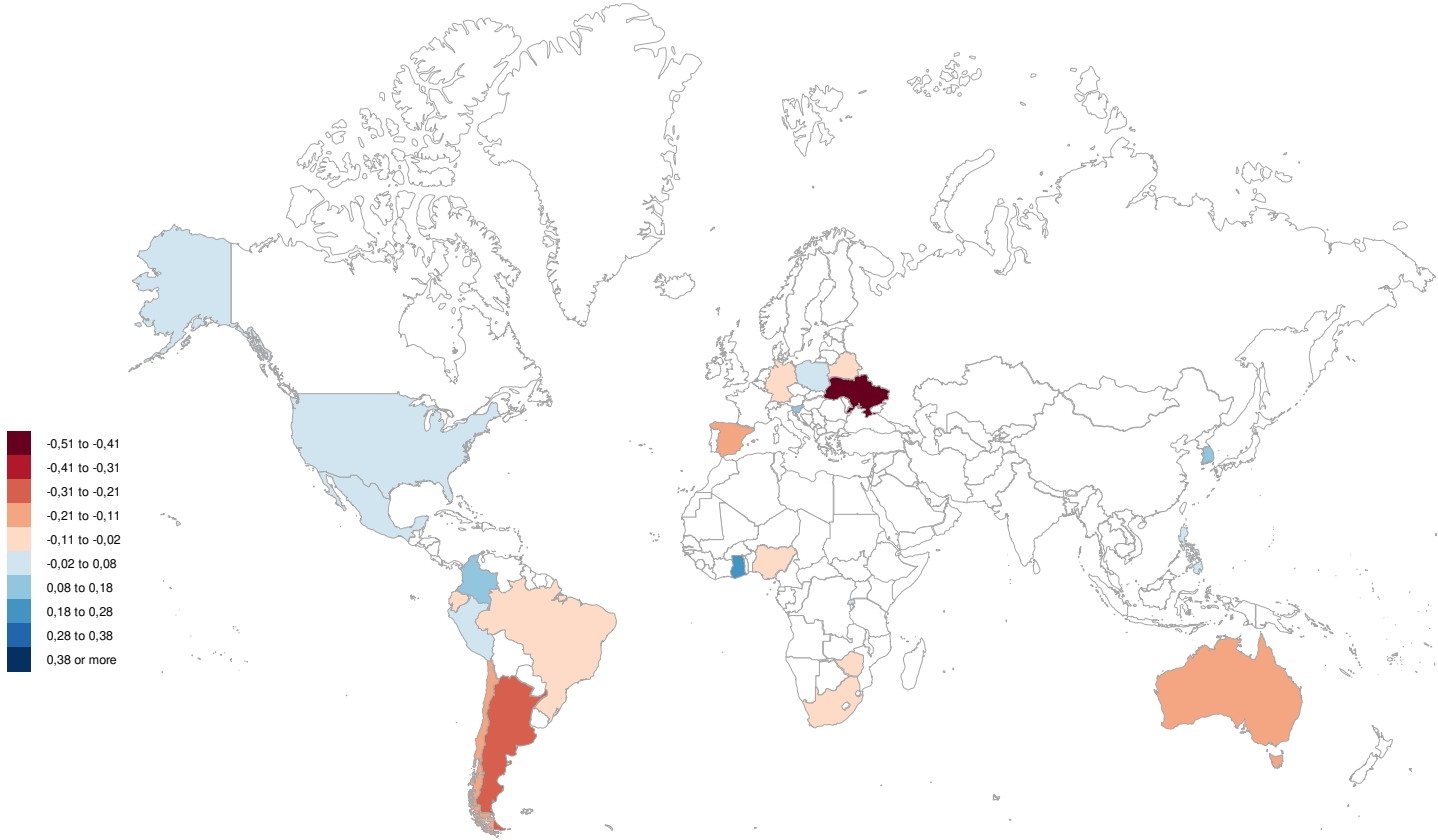 -0,51 to -0,41
-0,41 to -0,31
-0,31 to -0,21
-0,21 to -0,11
-0,11 to -0,02
-0,02 to 0,08
0,08 to 0,18
0,18 to 0,28
0,28 to 0,38
0,38 or more